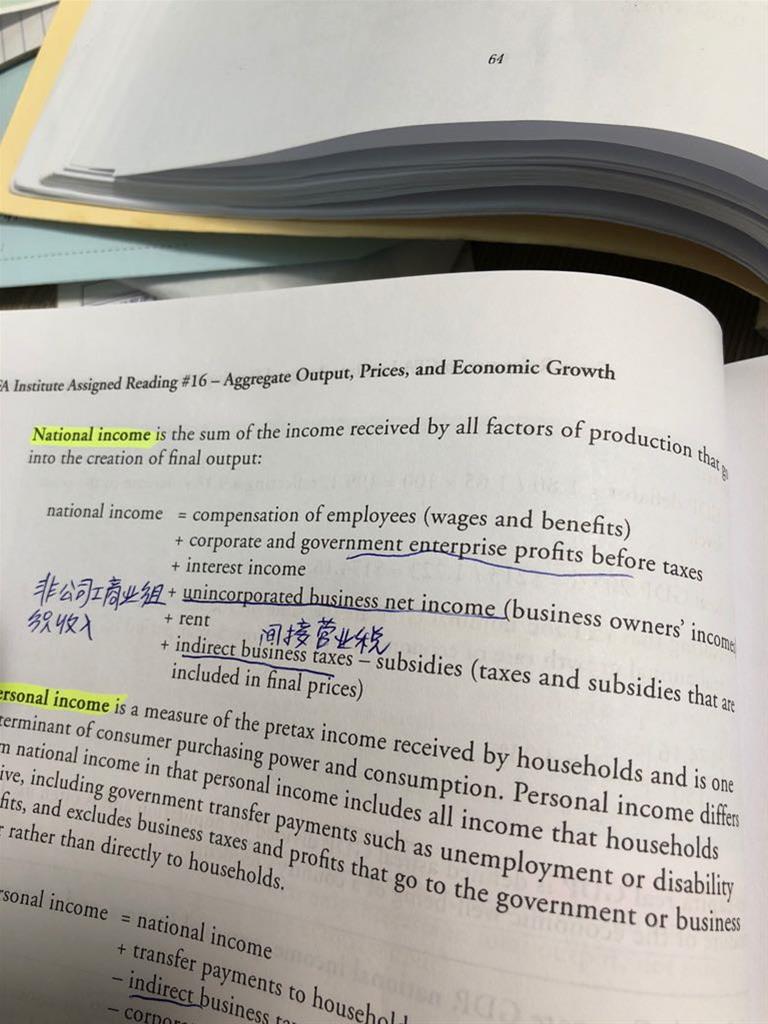 64
A Institute Assigned Reading #16 – Aggregate Output, Prices, and Economic Growth
National income is the sum of the income received by all factors of production that go
into the creation of final output:
national income = compensation of employees (wages and benefits)
+ corporate and government enterprise profits before taxes
+ interest income
非公司工商业组 + unincorporated business net income (business owners' income)
织收入
+ rent
间接营业税
+ indirect business taxes – subsidies (taxes and subsidies that are
included in final prices)
ersonal income is a measure of the pretax income received by households and is one
terminant of consumer purchasing power and consumption. Personal income differs
m national income in that personal income includes all income that households
ive, including government transfer payments such as unemployment or disability
fits, and excludes business taxes and profits that go to the government or business
r rather than directly to households.
rsonal income = national income
+ transfer payments to househol
– indirect business ta
– corpor